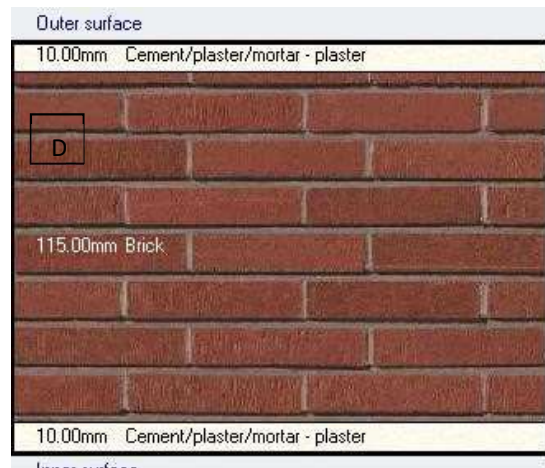 Outer surface
10.00mm Cement/plaster/mortar - plaster
D
115.00mm Brick
10.00mm Cement/plaster/mortar - plaster